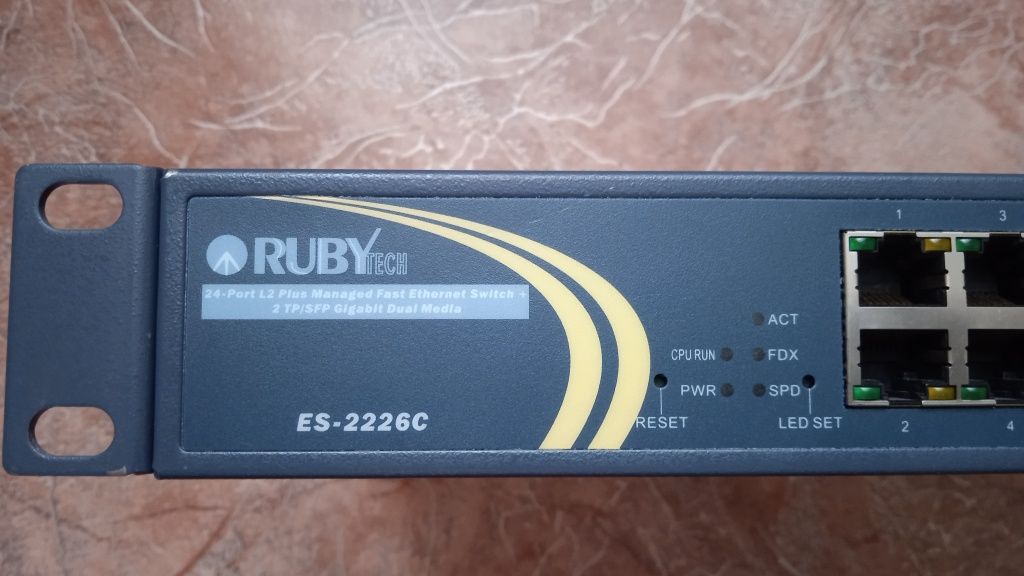 RUBYTECH
24-Port L2 Plus Managed Fast Ethernet Switch +
2 TP/SFP Gigabit Dual Media
ES-2226C
ACT
CPU RUN FDX
PWR SPD
RESET LED SET
1 3
2 4